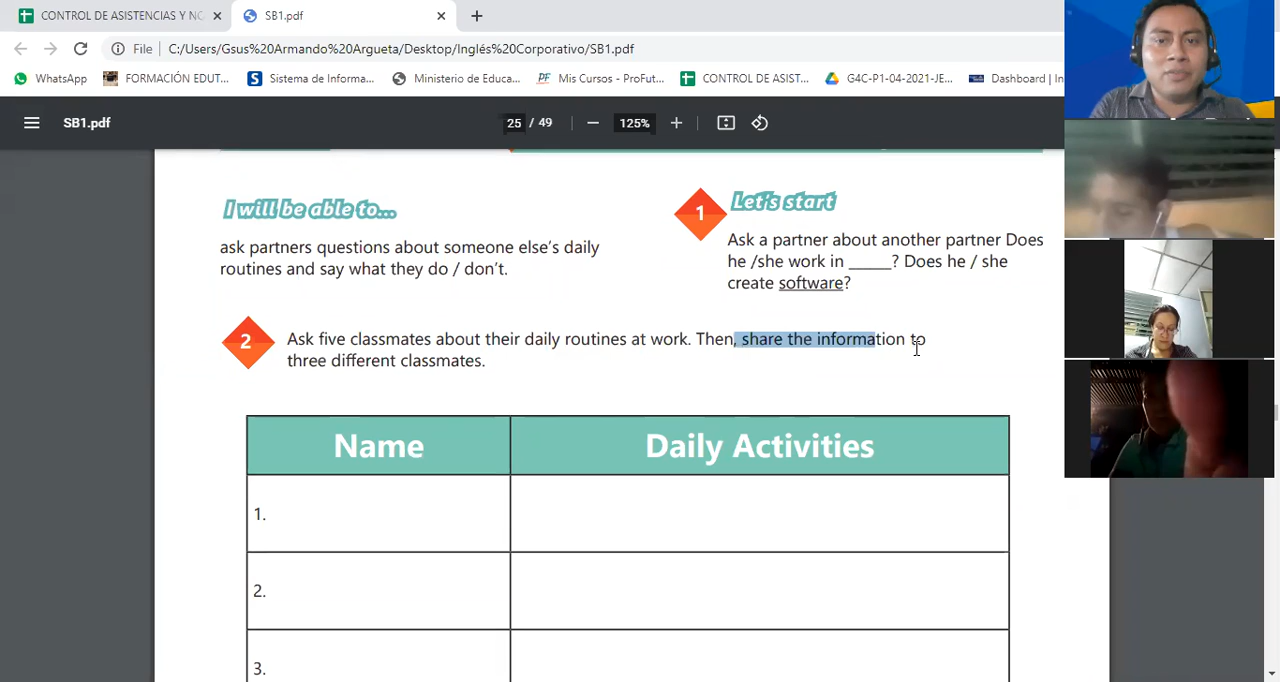 CONTROL DE ASISTENCIAS Y NO
SB1.pdf
File
C:/Users/Gsus%20Armando%20Argueta/Desktop/Inglés%20Corporativo/SB1.pdf
WhatsApp
FORMACIÓN EDUT...
Sistema de Informa...
Ministerio de Educa...
PF Mis Cursos - ProFut...
CONTROL DE ASIST...
G4C-P1-04-2021-JE...
Dashboard | In
SB1.pdf
25 / 49
125%
I will be able to...
ask partners questions about someone else's daily
routines and say what they do / don't.
1
Let's start
Ask a partner about another partner Does
he /she work in _____? Does he / she
create software?
2
Ask five classmates about their daily routines at work. Then, share the information to
three different classmates.
Name
Daily Activities
1.
2.
3.